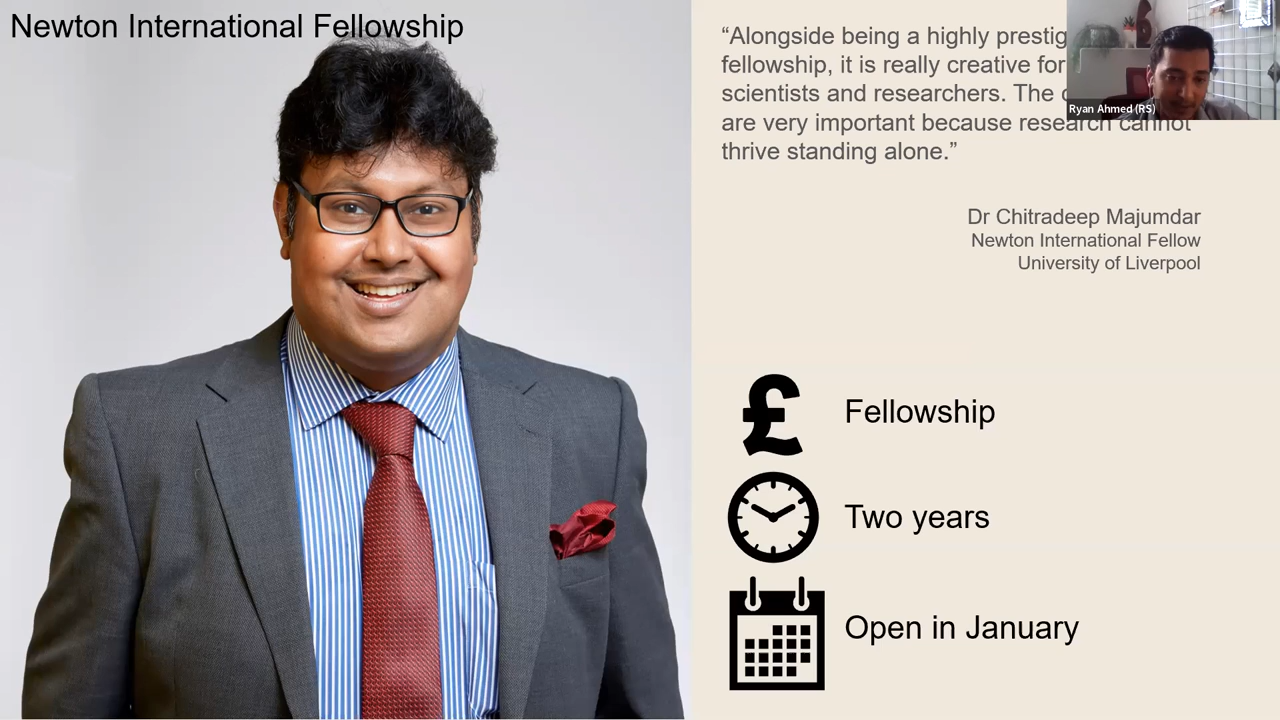 Newton International Fellowship
“Alongside being a highly
fellowship, it is really creative for
scientists and researchers. The
are very important because research cannot
thrive standing alone.”
Ryan Ahmed (RS)
Dr Chitradeep Majumdar
Newton International Fellow
University of Liverpool
£
Fellowship
Two years
Open in January